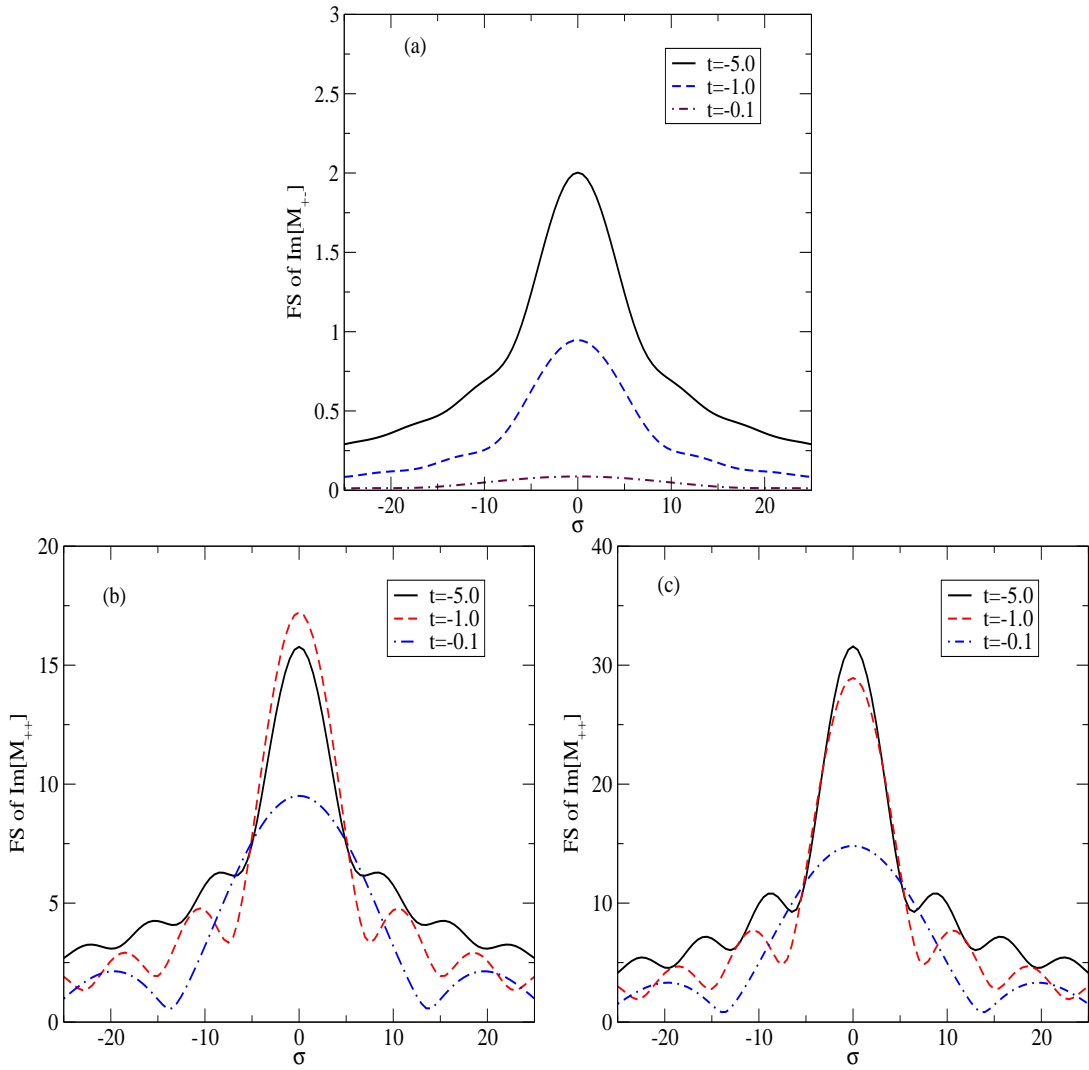 (a)
t=-5.0
t=-1.0
t=-0.1
FS of Im[M+-]
3
2.5
2
1.5
1
0.5
0
-20 -10 0 10 20
σ
(b)
t=-5.0
t=-1.0
t=-0.1
FS of Im[M++]
20
15
10
5
0
-20 -10 0 10 20
σ
(c)
t=-5.0
t=-1.0
t=-0.1
FS of Im[M++]
40
30
20
10
0
-20 -10 0 10 20
σ